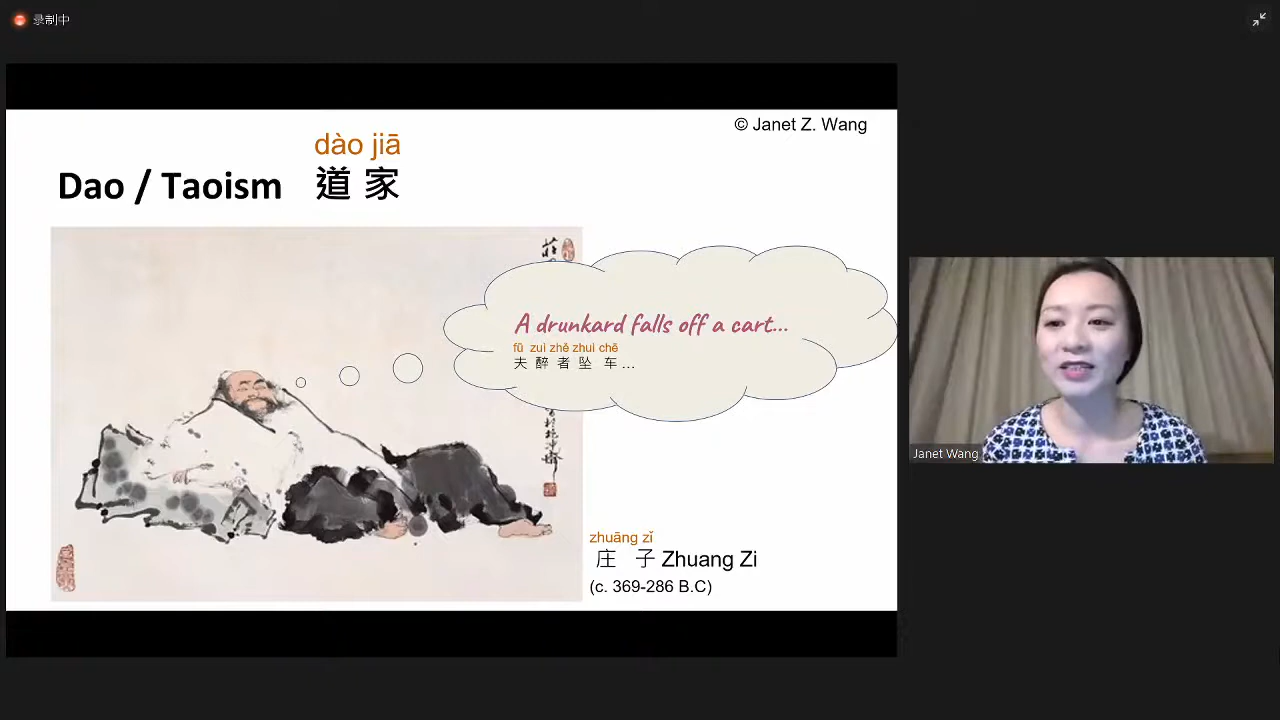 录制中
© Janet Z. Wang
dào jiā
Dao / Taoism 道 家
A drunkard falls off a cart...
fū zuì zhě zhuì chē
夫 醉 者 坠 车 ...
zhuāng zǐ
庄 子 Zhuang Zi
(c. 369-286 B.C)
Janet Wang